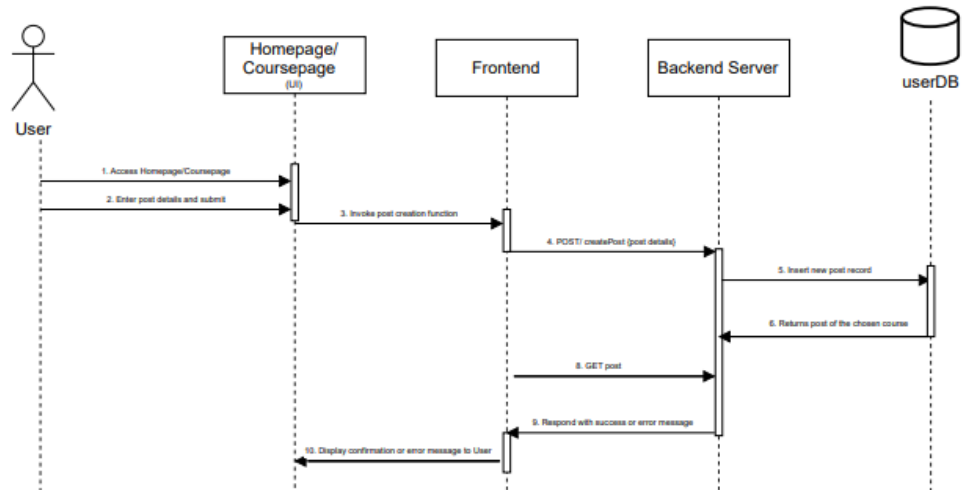 Homepage/
Coursepage
(UI)
Frontend
Backend Server
userDB
User
1. Access Homepage/Coursepage
2. Enter post details and submit
3. Invoke post creation function
4. POST/ createPost (post details)
5. Insert new post record
6. Returns post of the chosen course
8. GET post
9. Respond with success or error message
10. Display confirmation or error message to User